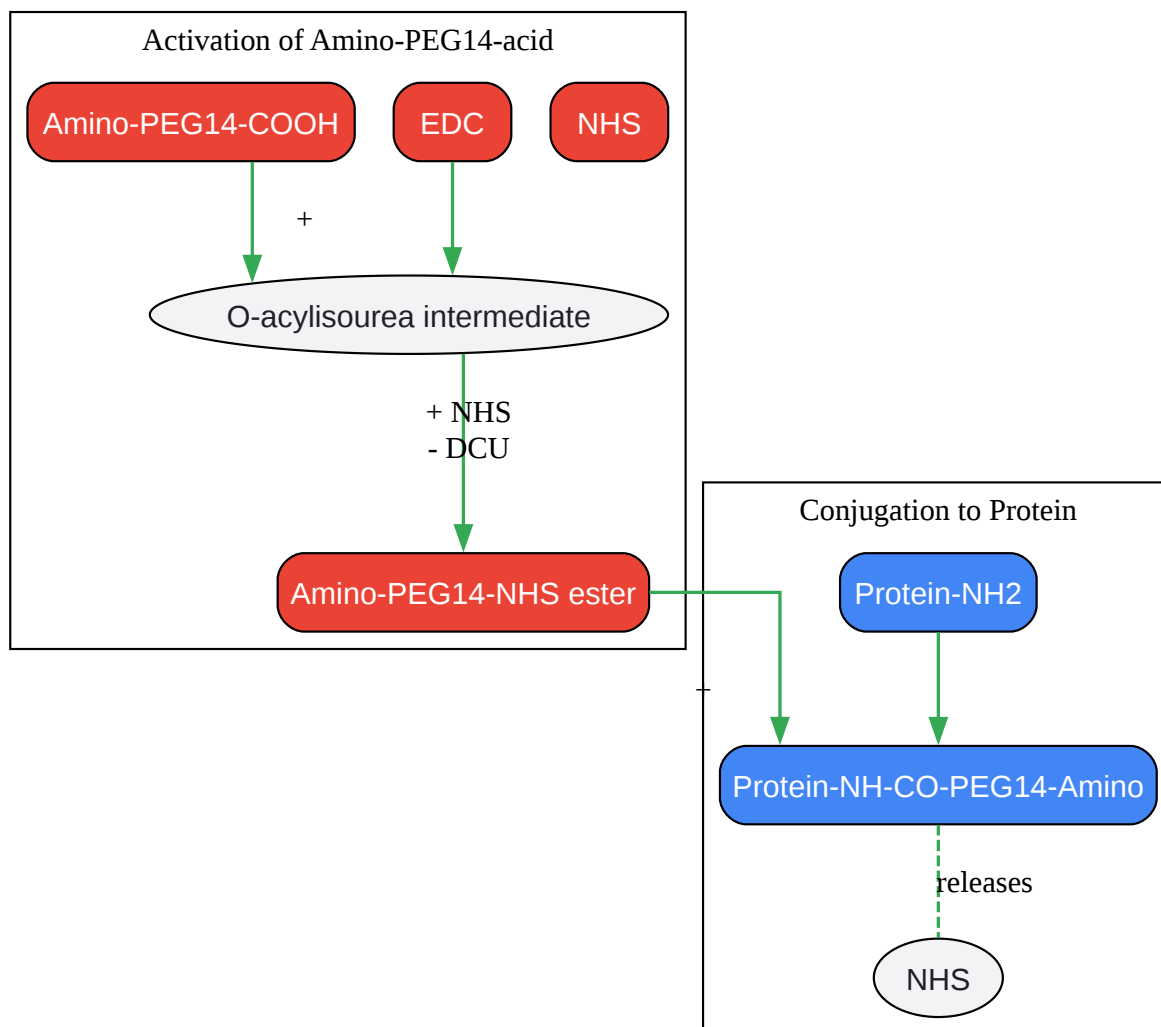 Activation of Amino-PEG14-acid
Amino-PEG14-COOH
EDC
NHS
+
O-acylisourea intermediate
+ NHS
- DCU
Amino-PEG14-NHS ester
Conjugation to Protein
Protein-NH2
+
Protein-NH-CO-PEG14-Amino
releases
NHS